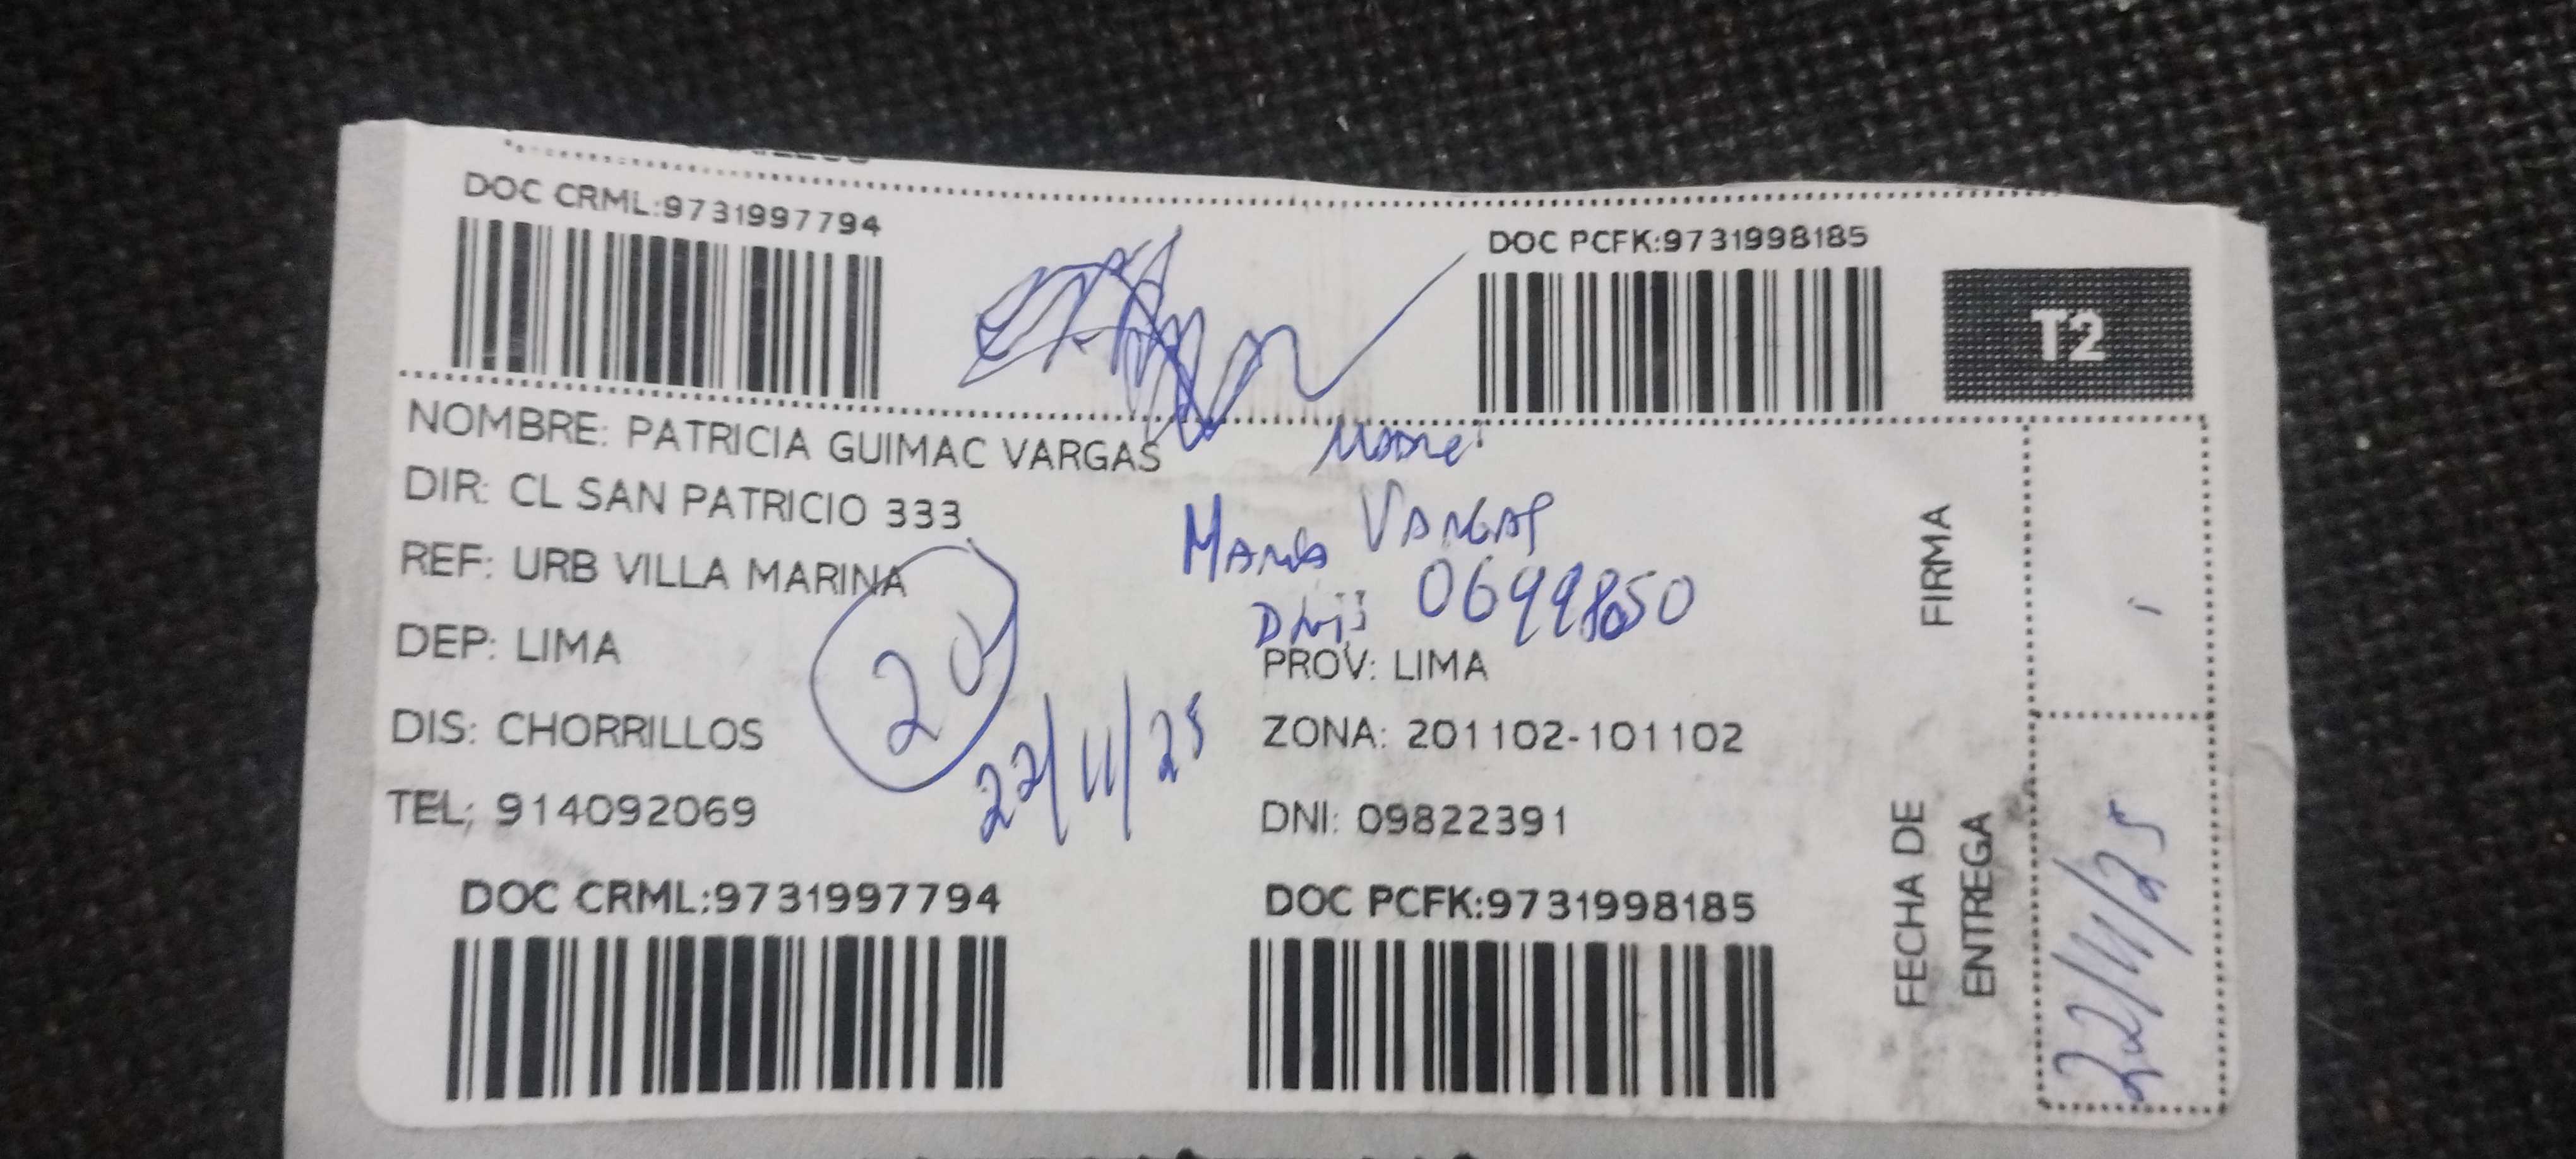 DOC CRML:9731997794
DOC PCFK:9731998185
T2
NOMBRE: PATRICIA GUIMAC VARGAS
Madre
DIR: CL SAN PATRICIO 333
Maria Vargas
REF: URB VILLA MARINA
20
DEP: LIMA
PROV: LIMA
DIS: CHORRILLOS
22/11/25
ZONA: 201102-101102
TEL: 914092069
DNI: 09822391
DOC CRML:9731997794
DOC PCFK:9731998185
FIRMA
FECHA DE
ENTREGA
22/11/25